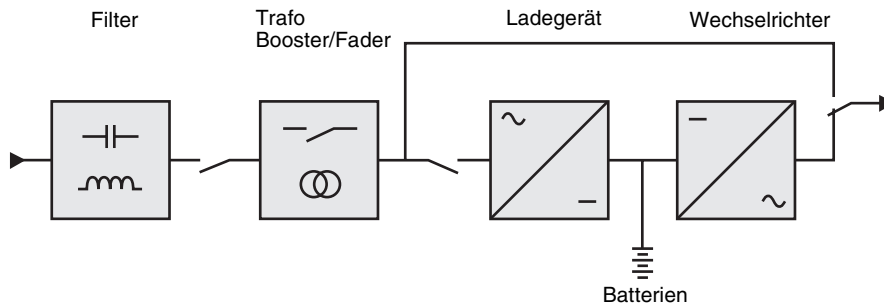 Filter
Trafo
Booster/Fader
Ladegerät
Wechselrichter
Batterien